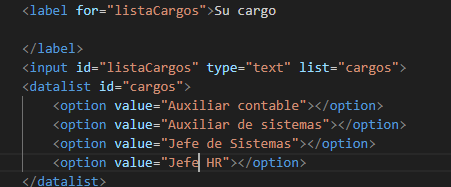 <label for="listaCargos">Su cargo
</label>
<input id="listaCargos" type="text" list="cargos">
<datalist id="cargos">
<option value="Auxiliar contable"></option>
<option value="Auxiliar de sistemas"></option>
<option value="Jefe de Sistemas"></option>
<option value="Jefe HR"></option>
</datalist>